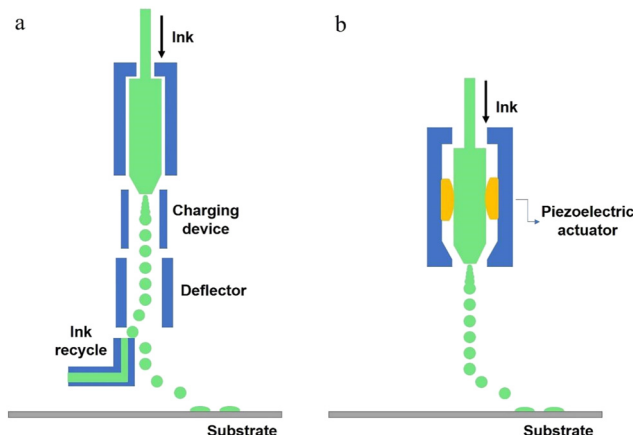 a
Ink
Charging
device
Deflector
Ink
recycle
Substrate
b
Ink
Piezoelectric
actuator
Substrate